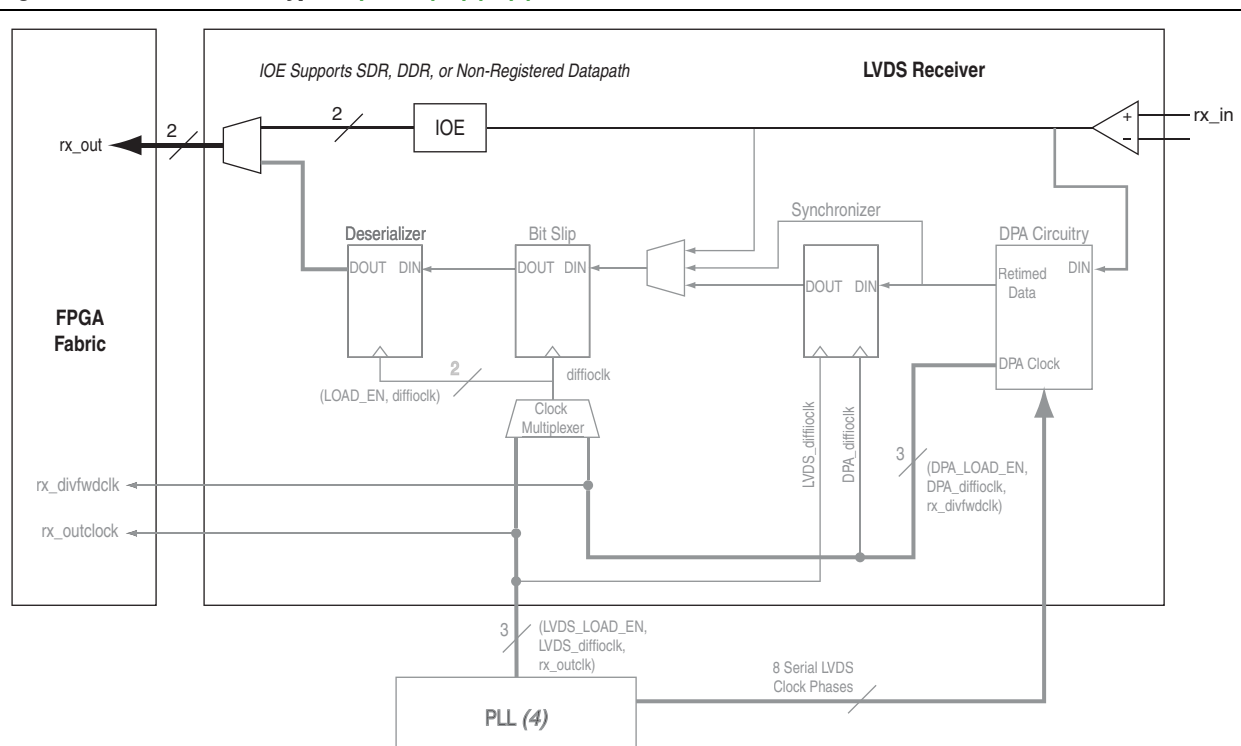 IOE Supports SDR, DDR, or Non-Registered Datapath
LVDS Receiver
2
IOE
+
–
rx_in
2
rx_out
Synchronizer
Deserializer
Bit Slip
DPA Circuitry
DOUT DIN
DOUT DIN
DOUT DIN
Retimed
Data
DIN
FPGA
Fabric
DPA Clock
2
diffioclk
(LOAD_EN, diffioclk)
Clock
Multiplexer
LVDS_diffiioclk
DPA_diffioclk
3
(DPA_LOAD_EN,
DPA_diffioclk,
rx_divfwdclk)
rx_divfwdclk
rx_outclock
3
(LVDS_LOAD_EN,
LVDS_diffioclk,
rx_outclk)
8 Serial LVDS
Clock Phases
PLL (4)